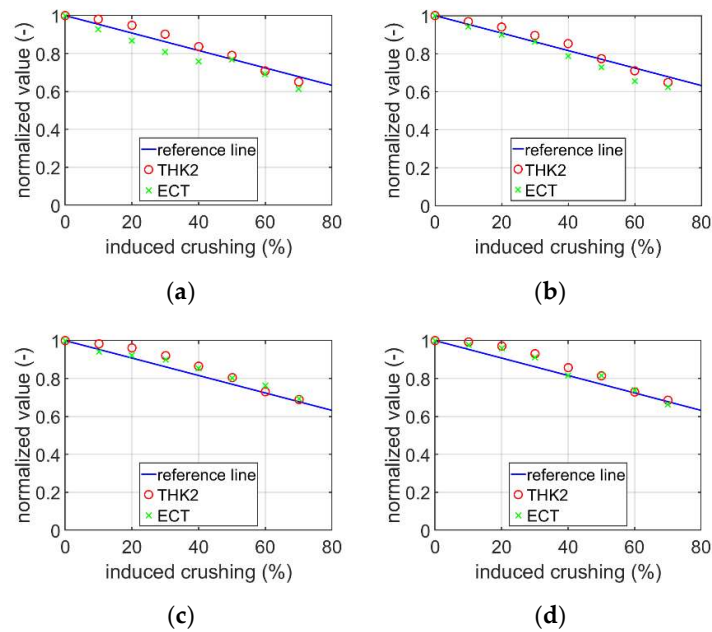 1
0.8
0.6
0.4
0.2
0
normalized value (-)
reference line
THK2
ECT
0 20 40 60 80
induced crushing (%)
(a)
1
0.8
0.6
0.4
0.2
0
normalized value (-)
reference line
THK2
ECT
0 20 40 60 80
induced crushing (%)
(b)
1
0.8
0.6
0.4
0.2
0
normalized value (-)
reference line
THK2
ECT
0 20 40 60 80
induced crushing (%)
(c)
1
0.8
0.6
0.4
0.2
0
normalized value (-)
reference line
THK2
ECT
0 20 40 60 80
induced crushing (%)
(d)